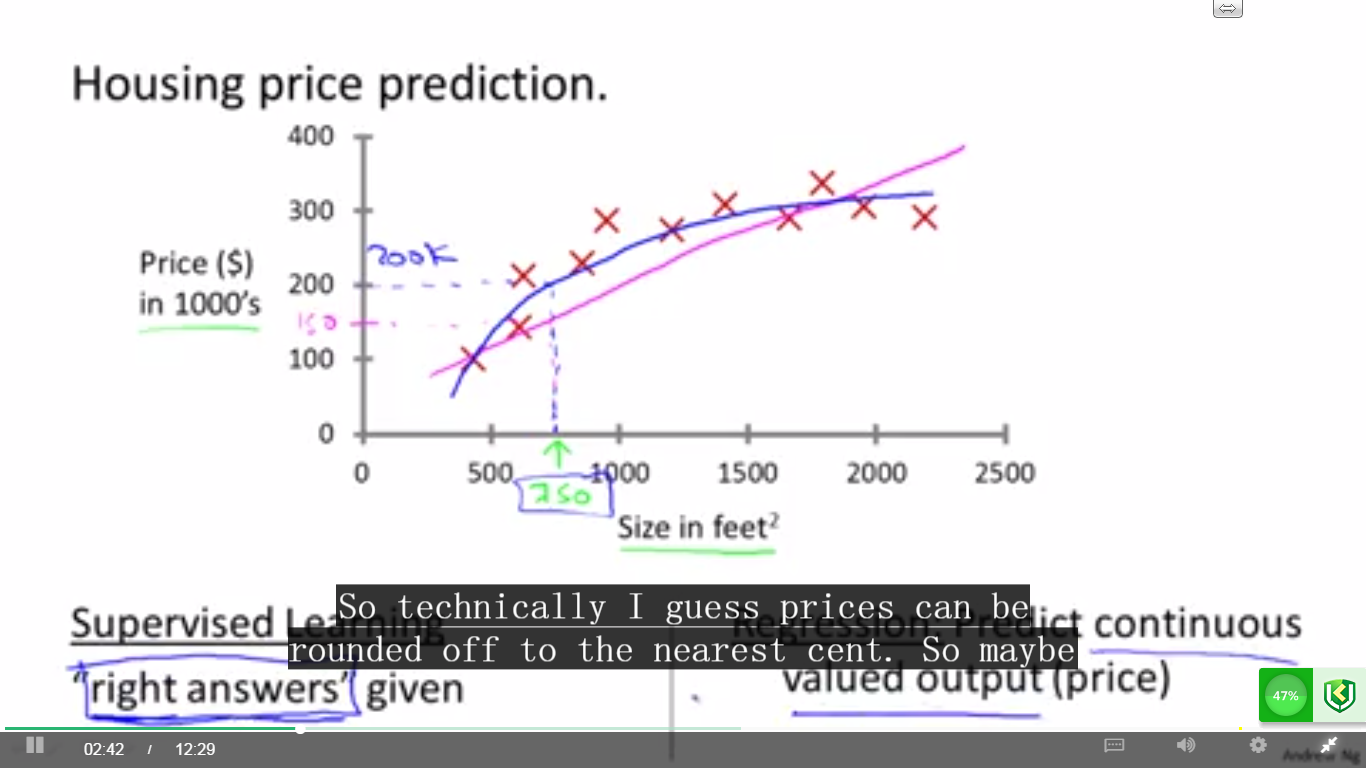 Housing price prediction.
400
300
200K
Price ($)
200
in 1000's
150
100
0
0 500 1000 1500 2000 2500
750
Size in feet²
So technically I guess prices can be
rounded off to the nearest cent. So maybe
Supervised Learning
"right answers" given
Regression: Predict continuous
valued output (price)
47%
02:42 / 12:29
Andrew Ng